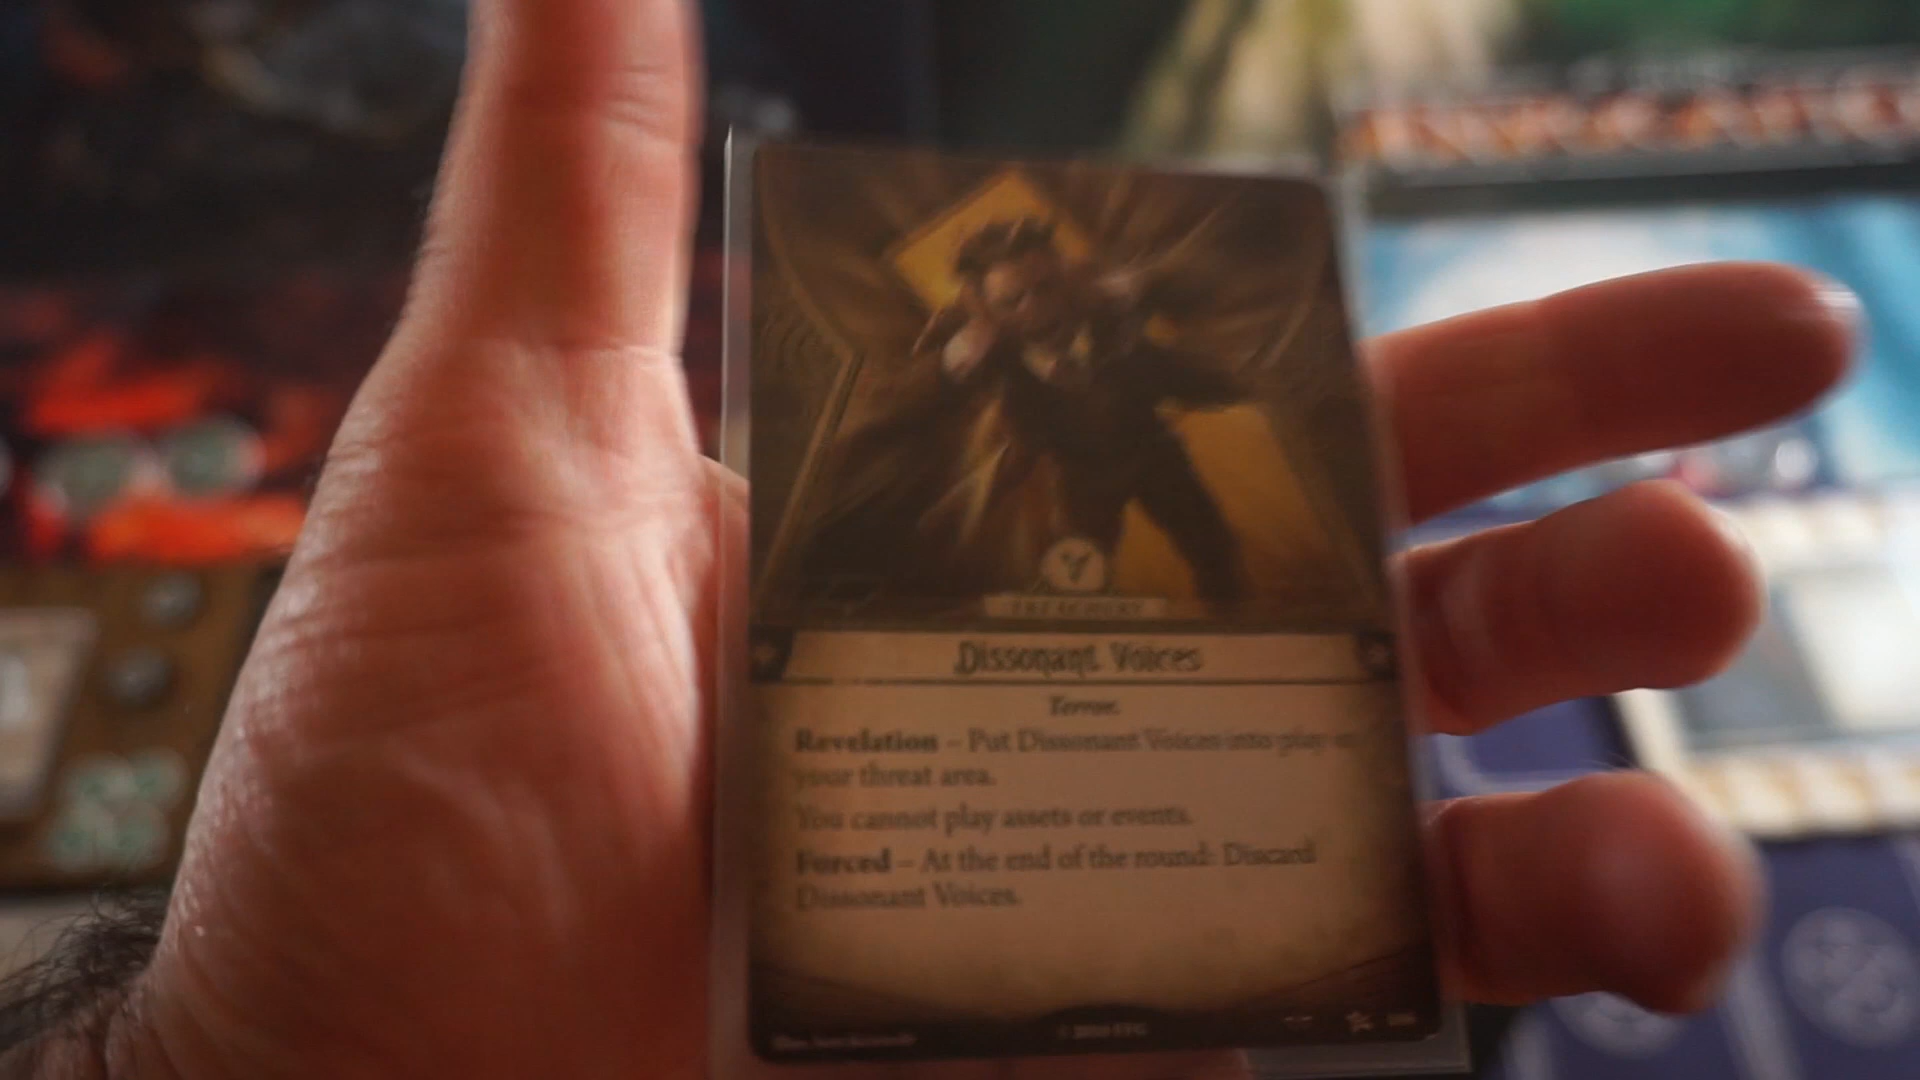 TREACHERY
Dissonant Voices
Terror.
Revelation – Put Dissonant Voices into play in
your threat area.
You cannot play assets or events.
Forced – At the end of the round: Discard
Dissonant Voices.
FFG